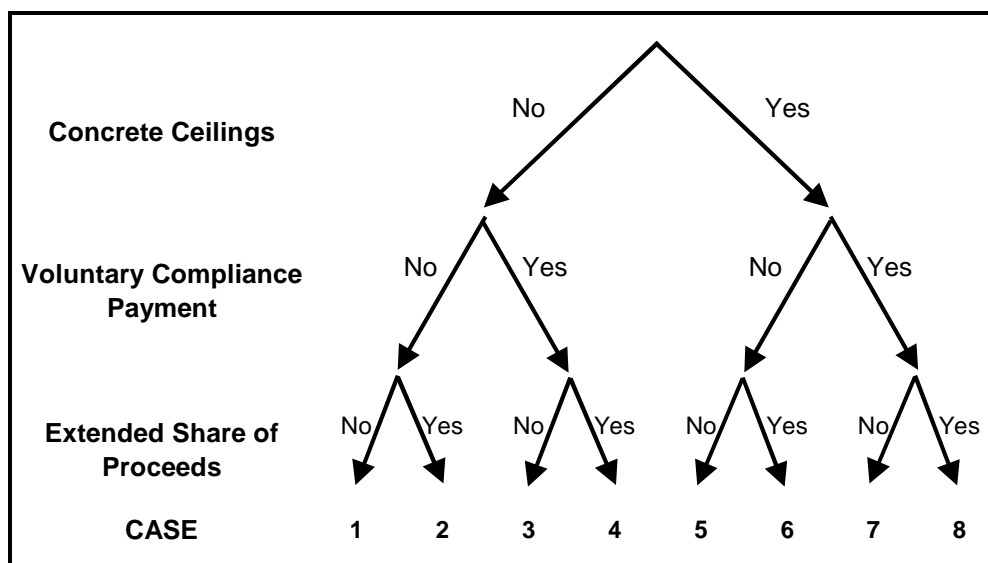 No Yes
Concrete Ceilings
No Yes No Yes
Voluntary Compliance
Payment
No Yes No Yes No Yes No Yes
Extended Share of
Proceeds
CASE 1 2 3 4 5 6 7 8